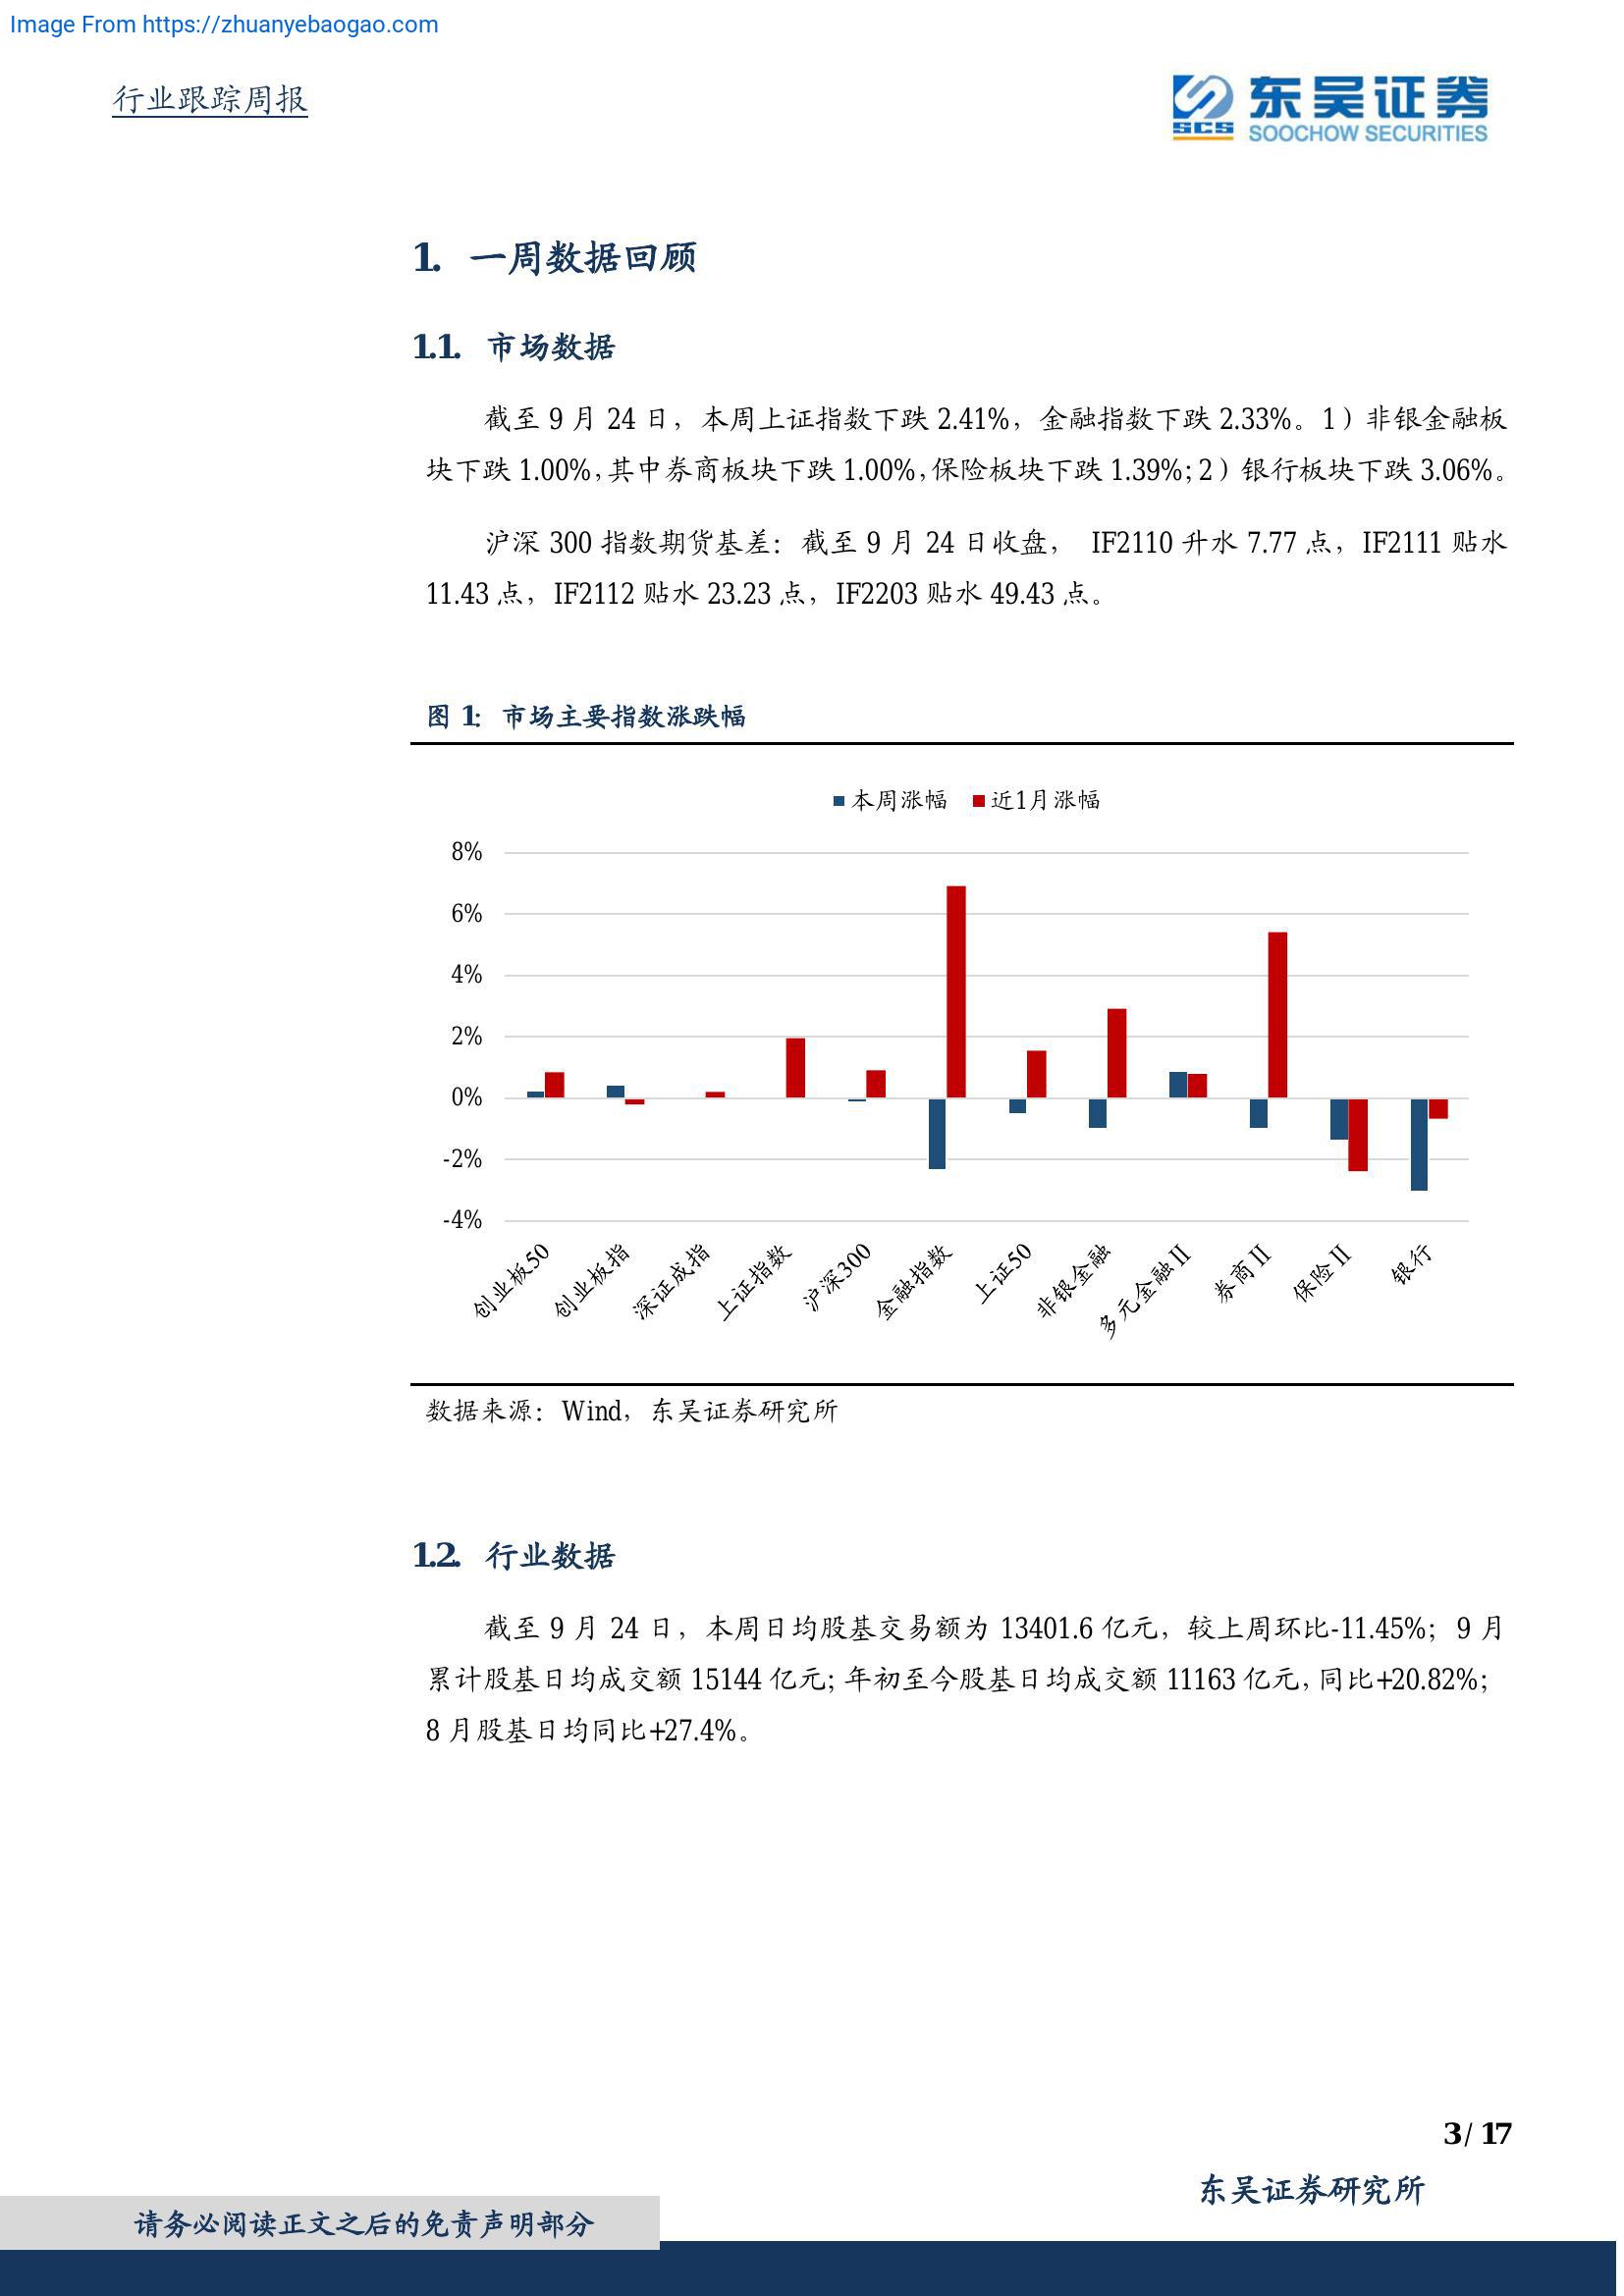 Image From https://zhuanyebaogao.com
行业跟踪周报
东吴证券
SCS
SOOCHOW SECURITIES
1. 一周数据回顾
1.1. 市场数据
截至 9 月 24 日，本周上证指数下跌 2.41%，金融指数下跌 2.33%。1）非银金融板
块下跌 1.00%，其中券商板块下跌 1.00%，保险板块下跌 1.39%；2）银行板块下跌 3.06%。
沪深 300 指数期货基差：截至 9 月 24 日收盘， IF2110 升水 7.77 点，IF2111 贴水
11.43 点，IF2112 贴水 23.23 点，IF2203 贴水 49.43 点。
图 1： 市场主要指数涨跌幅
本周涨幅 近1月涨幅
8%
6%
4%
2%
0%
-2%
-4%
创业板50
创业板指
深证成指
上证指数
沪深300
金融指数
上证50
非银金融
多元金融Ⅱ
券商Ⅱ
保险Ⅱ
银行
数据来源：Wind，东吴证券研究所
1.2. 行业数据
截至 9 月 24 日，本周日均股基交易额为 13401.6 亿元，较上周环比-11.45%；9 月
累计股基日均成交额 15144 亿元；年初至今股基日均成交额 11163 亿元，同比+20.82%；
8 月股基日均同比+27.4%。
3 / 17
东吴证券研究所
请务必阅读正文之后的免责声明部分